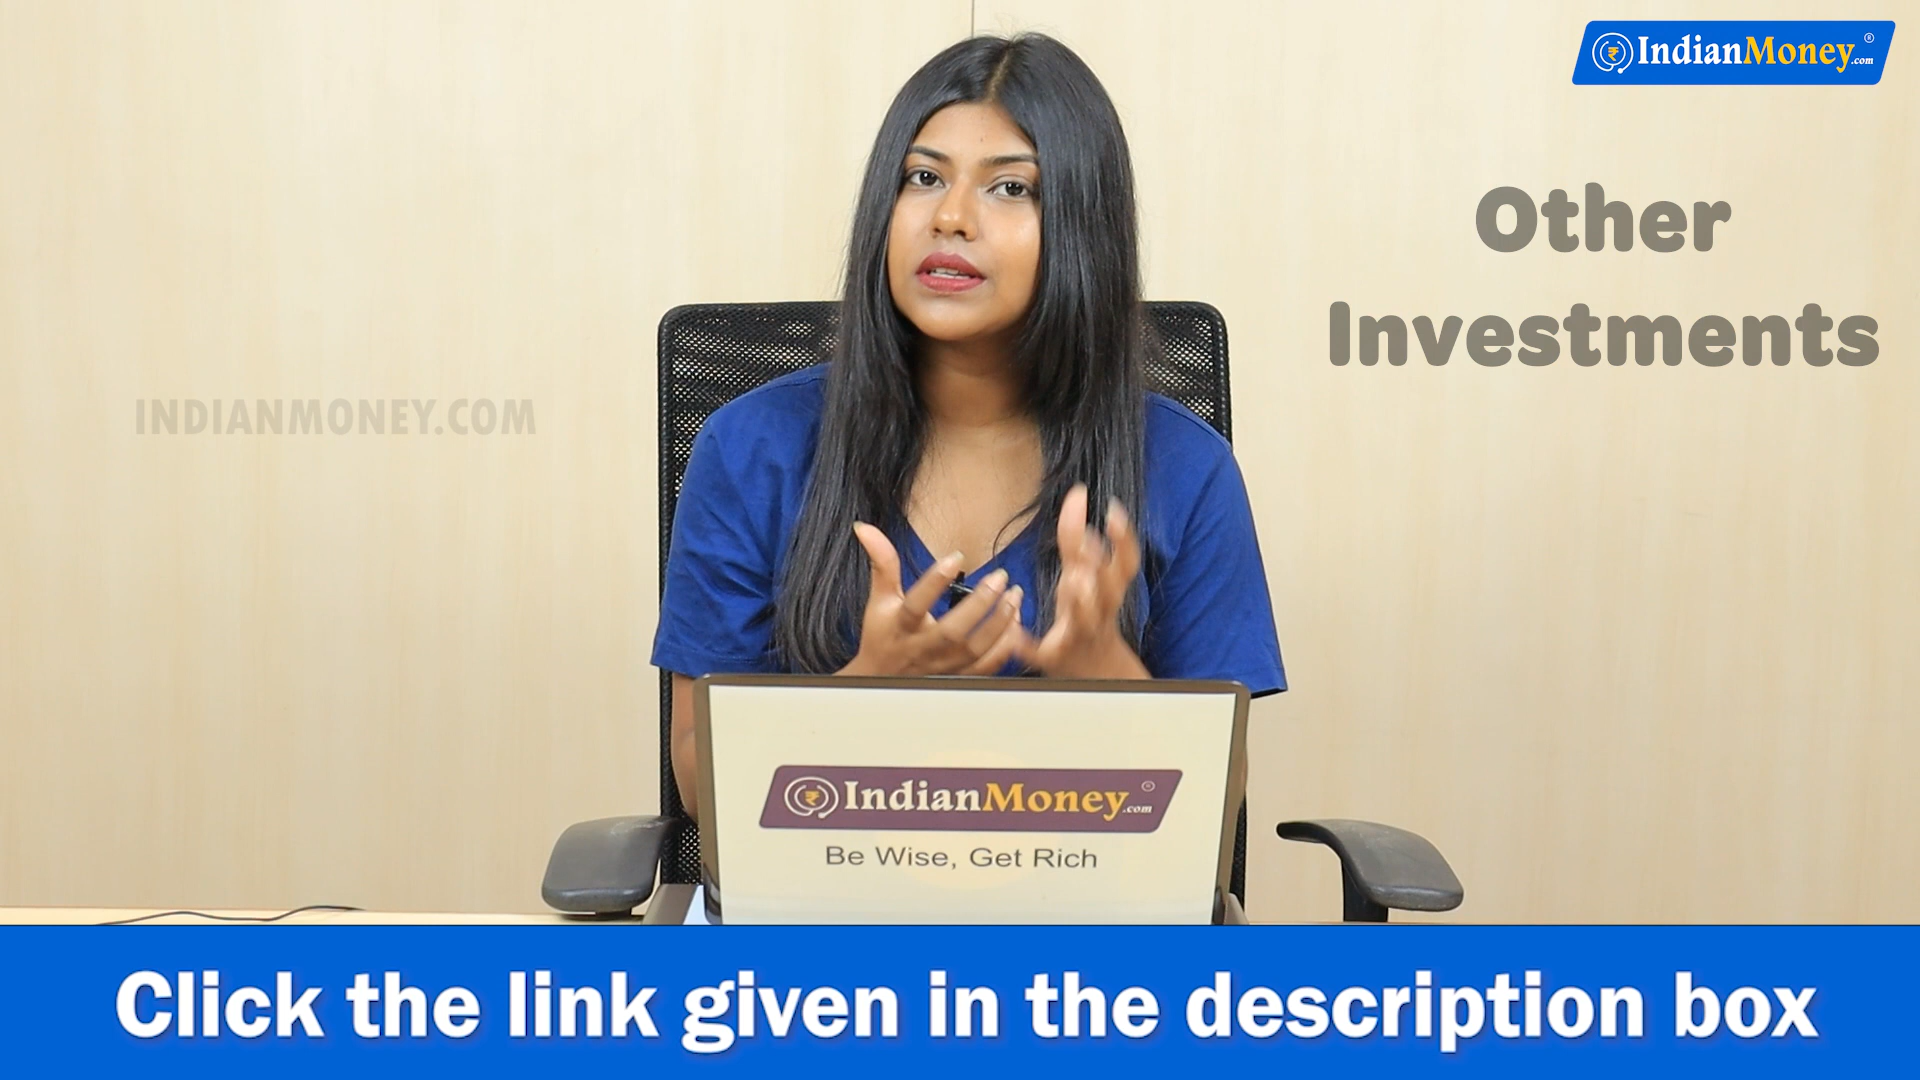 IndianMoney.com
Other
Investments
INDIANMONEY.COM
IndianMoney.com
Be Wise, Get Rich
Click the link given in the description box